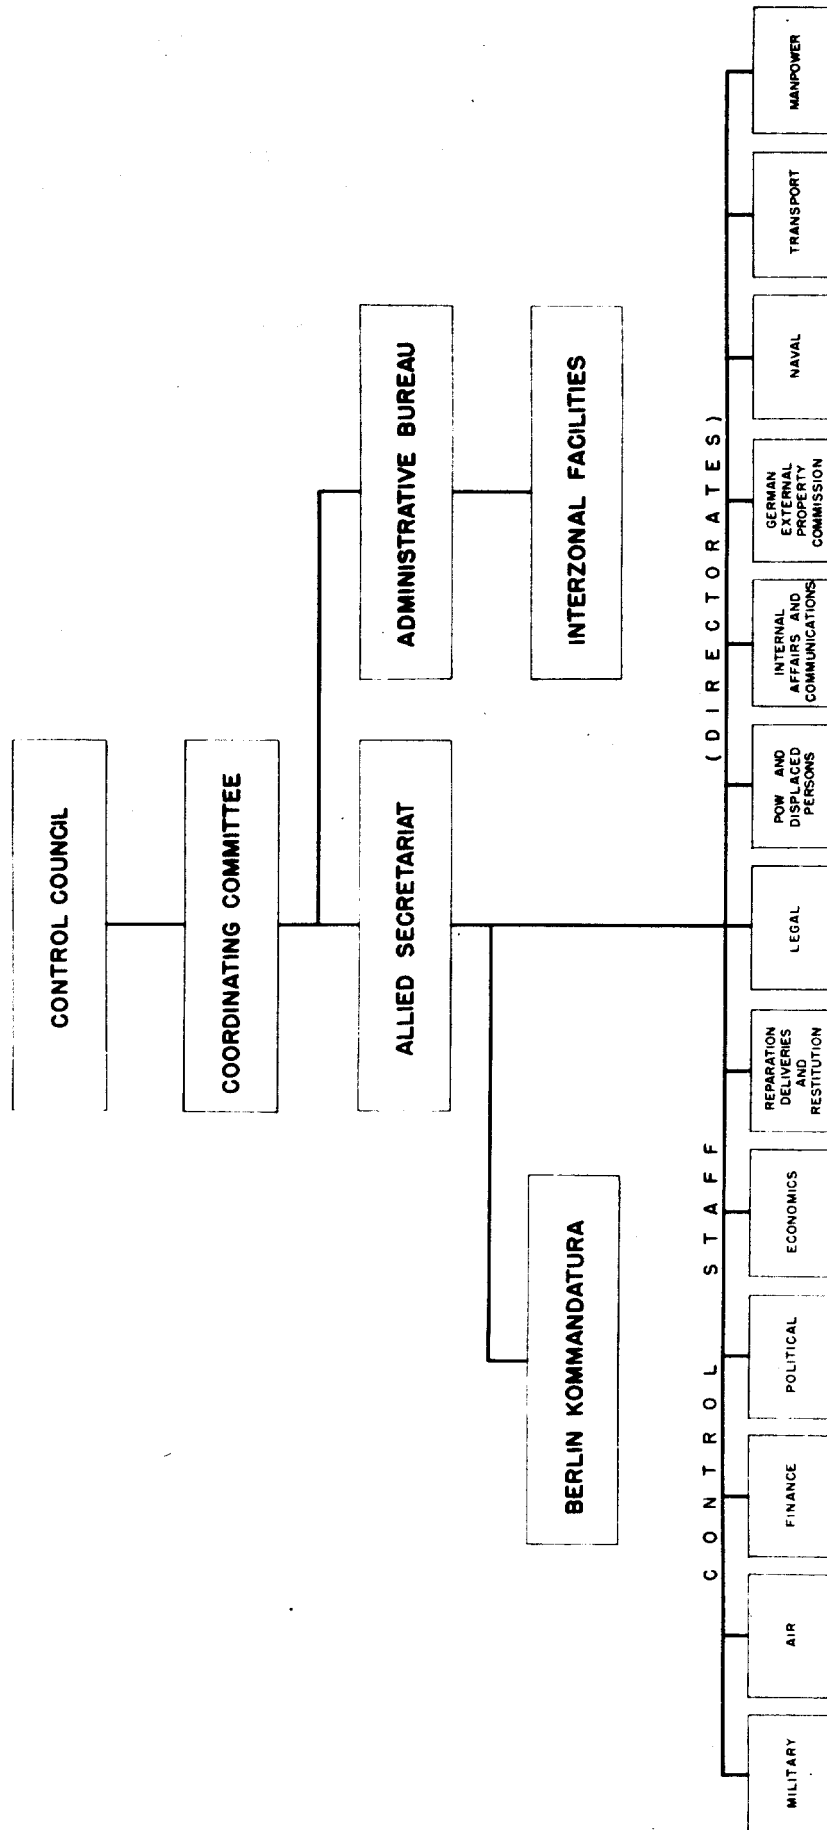 CONTROL COUNCIL
COORDINATING COMMITTEE
ALLIED SECRETARIAT
ADMINISTRATIVE BUREAU
BERLIN KOMMANDATURA
INTERZONAL FACILITIES
CONTROL STAFF (DIRECTORATES)
MILITARY
AIR
FINANCE
POLITICAL
ECONOMICS
REPARATION
DELIVERIES
AND
RESTITUTION
LEGAL
POW AND
DISPLACED
PERSONS
INTERNAL
AFFAIRS AND
COMMUNICATIONS
GERMAN
EXTERNAL
PROPERTY
COMMISSION
NAVAL
TRANSPORT
MANPOWER